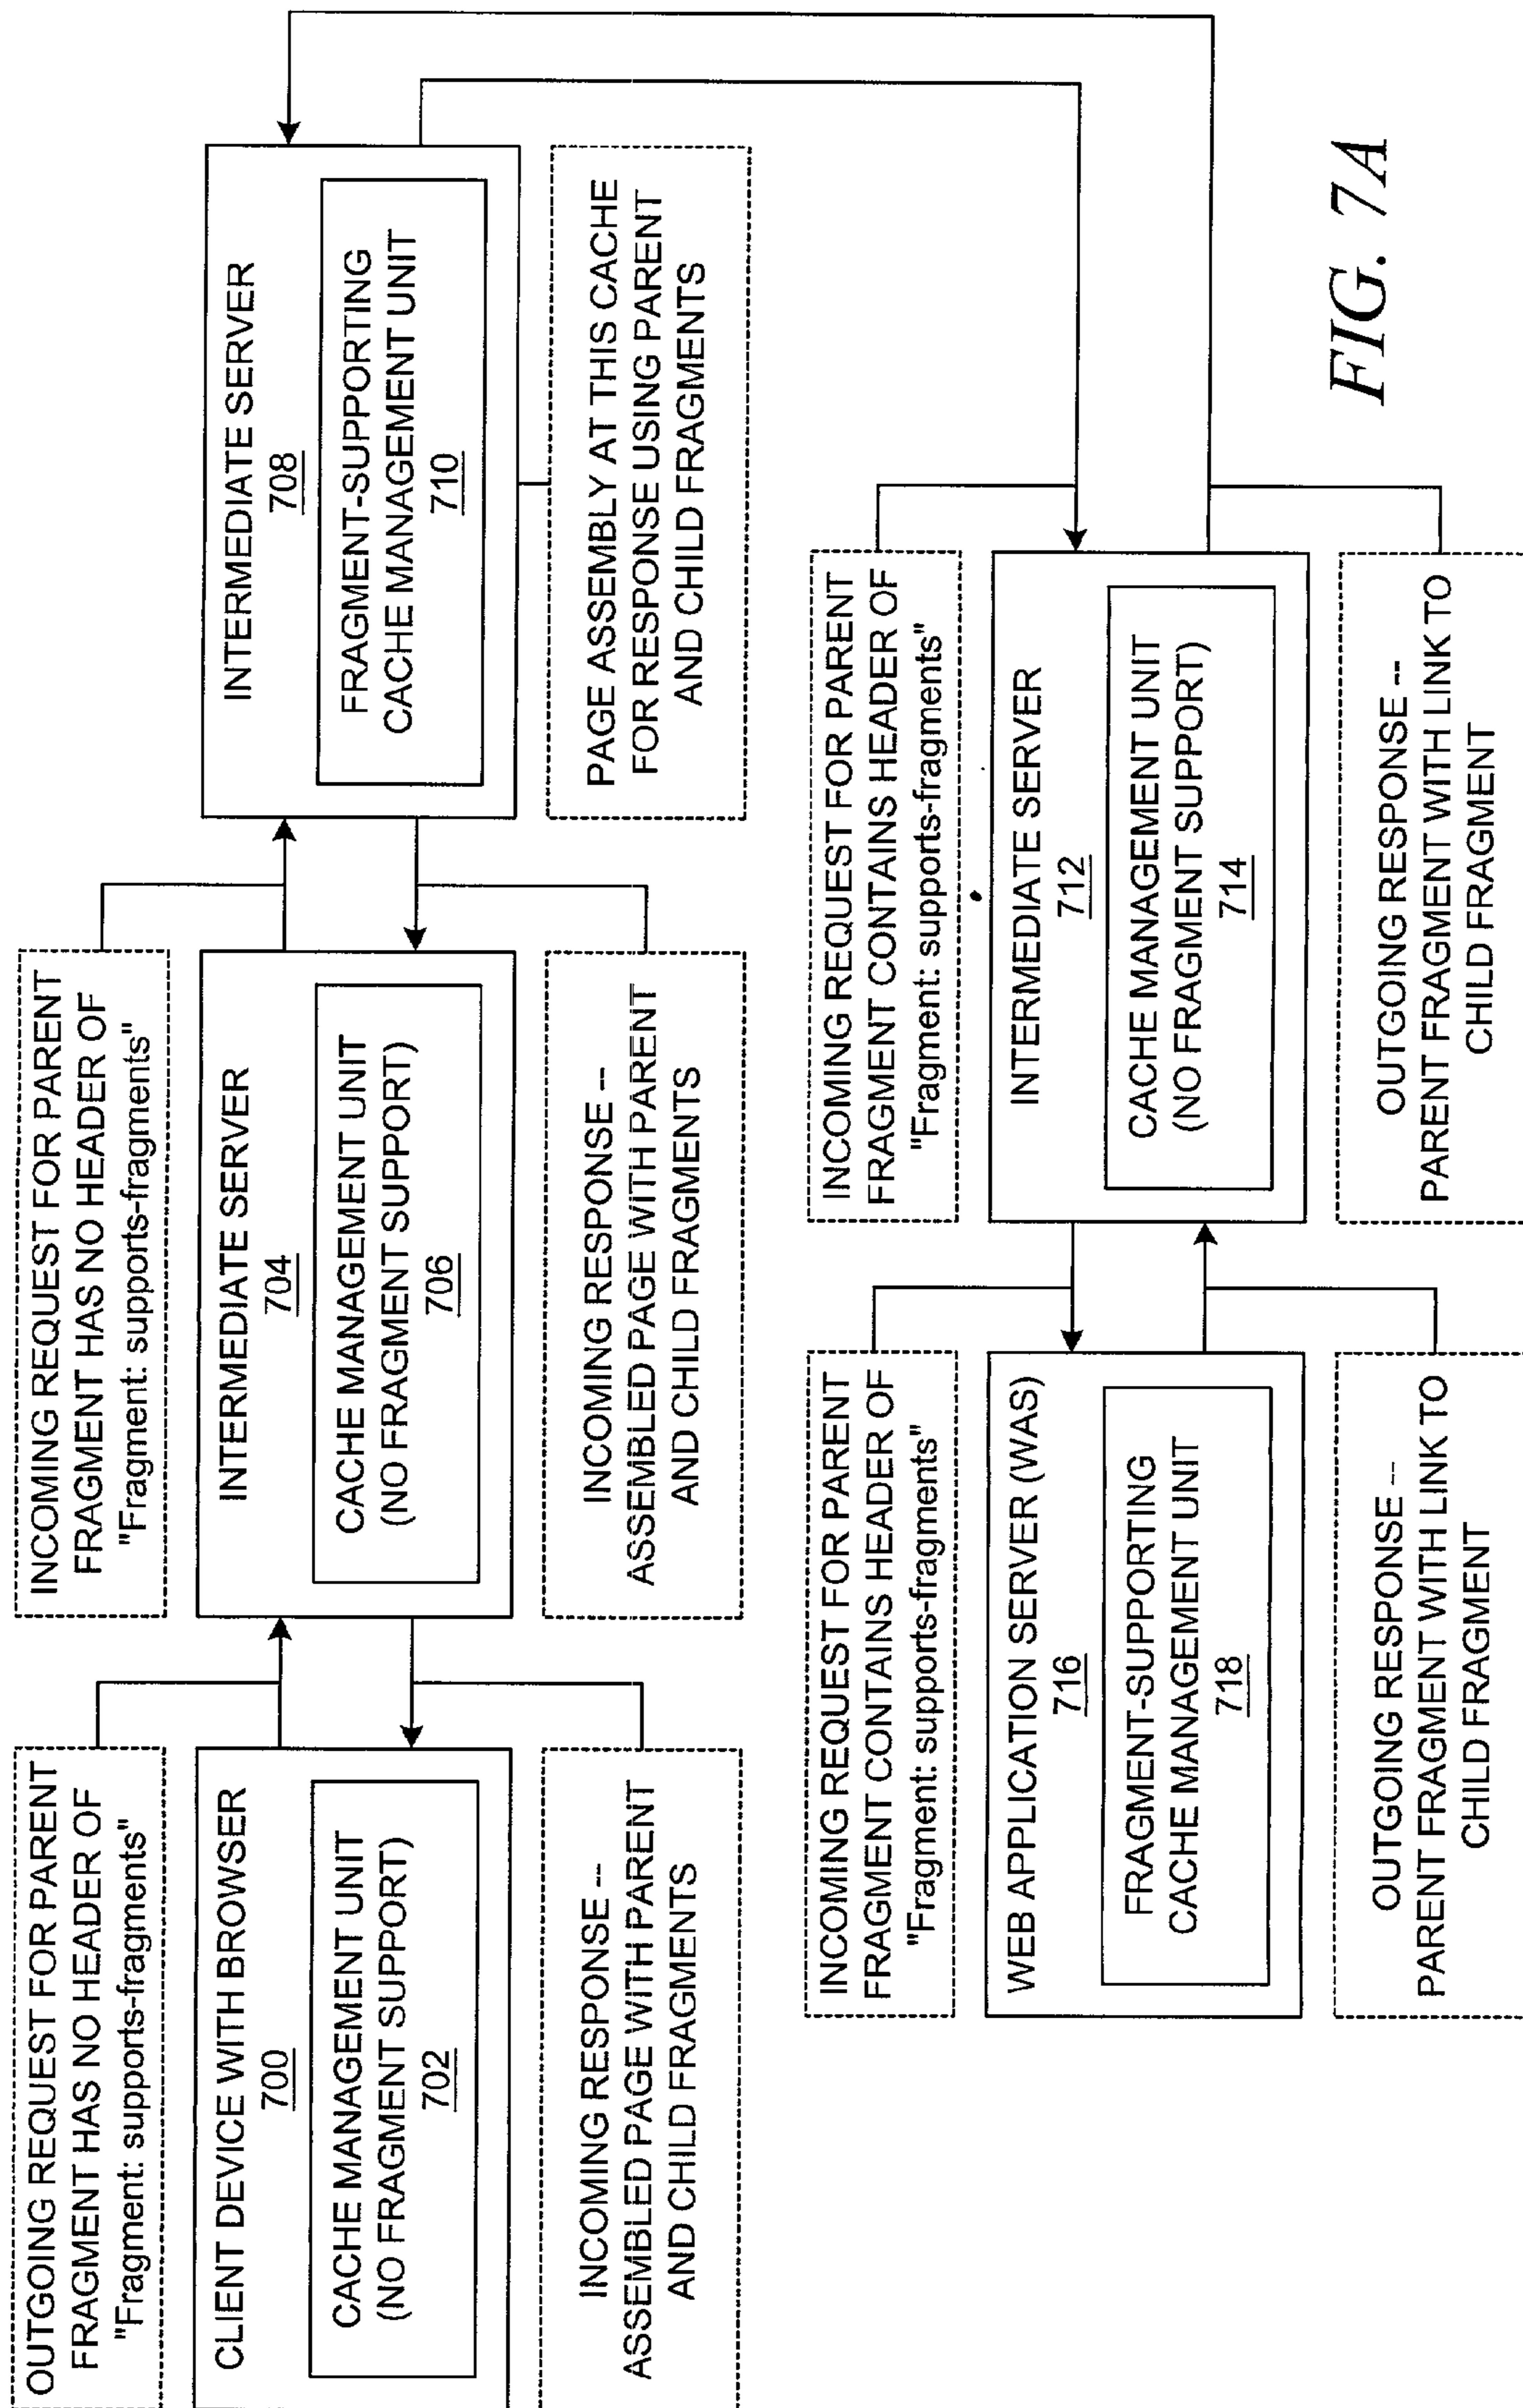 OUTGOING REQUEST FOR PARENT
FRAGMENT HAS NO HEADER OF
"Fragment: supports-fragments"
CLIENT DEVICE WITH BROWSER
700
CACHE MANAGEMENT UNIT
(NO FRAGMENT SUPPORT)
702
INCOMING RESPONSE --
ASSEMBLED PAGE WITH PARENT
AND CHILD FRAGMENTS
INCOMING REQUEST FOR PARENT
FRAGMENT HAS NO HEADER OF
"Fragment: supports-fragments"
INTERMEDIATE SERVER
704
CACHE MANAGEMENT UNIT
(NO FRAGMENT SUPPORT)
706
INCOMING RESPONSE --
ASSEMBLED PAGE WITH PARENT
AND CHILD FRAGMENTS
INTERMEDIATE SERVER
708
FRAGMENT-SUPPORTING
CACHE MANAGEMENT UNIT
710
PAGE ASSEMBLY AT THIS CACHE
FOR RESPONSE USING PARENT
AND CHILD FRAGMENTS
INCOMING REQUEST FOR PARENT
FRAGMENT CONTAINS HEADER OF
"Fragment: supports-fragments"
WEB APPLICATION SERVER (WAS)
716
FRAGMENT-SUPPORTING
CACHE MANAGEMENT UNIT
718
OUTGOING RESPONSE --
PARENT FRAGMENT WITH LINK TO
CHILD FRAGMENT
INCOMING REQUEST FOR PARENT
FRAGMENT CONTAINS HEADER OF
"Fragment: supports-fragments"
INTERMEDIATE SERVER
712
CACHE MANAGEMENT UNIT
(NO FRAGMENT SUPPORT)
714
OUTGOING RESPONSE --
PARENT FRAGMENT WITH LINK TO
CHILD FRAGMENT
FIG. 7A